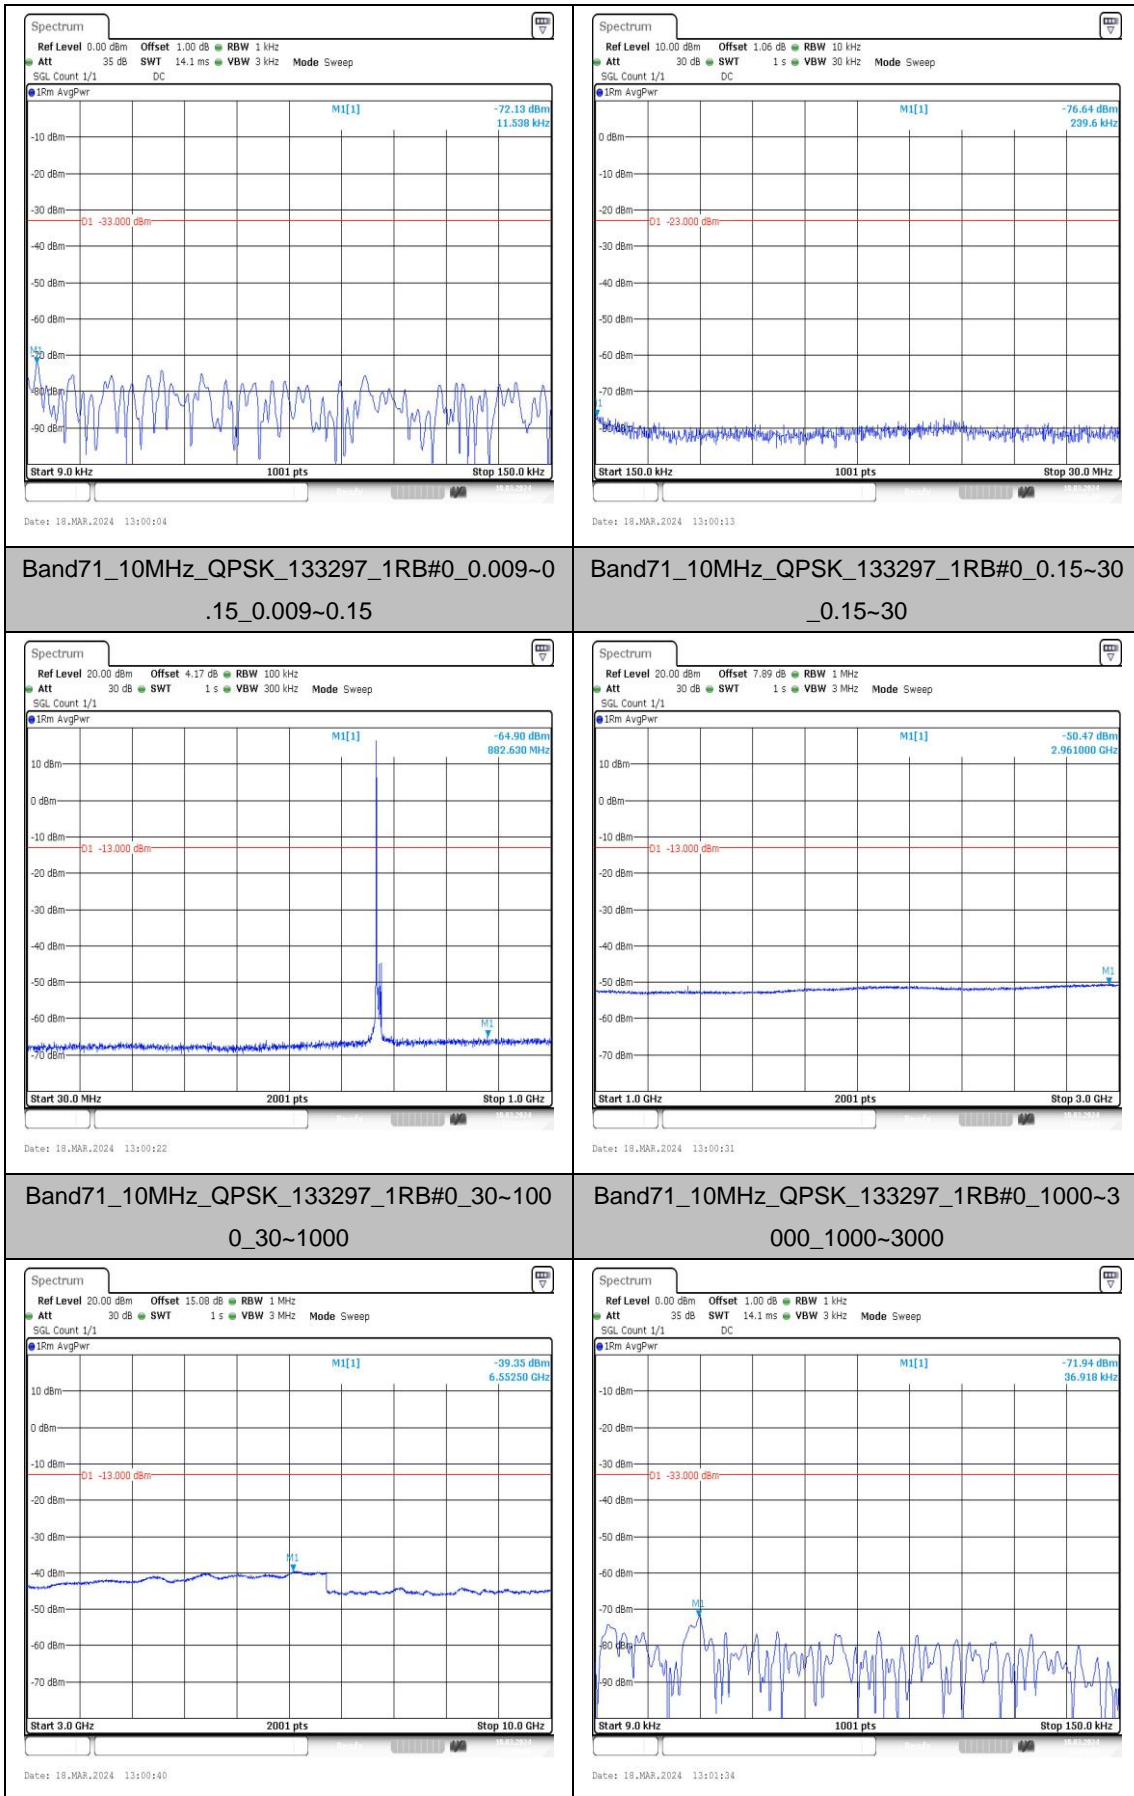 Spectrum
Ref Level 0.00 dBm Offset 1.00 dB RBW 1 kHz
Att 35 dB SWT 14.1 ms VBW 3 kHz Mode Sweep
SGL Count 1/1 DC
1Rm AvgPwr
M1[1] -72.13 dBm
11.538 kHz
-10 dBm
-20 dBm
-30 dBm
D1 -33.000 dBm
-40 dBm
-50 dBm
-60 dBm
M1
-70 dBm
-80 dBm
-90 dBm
Start 9.0 kHz 1001 pts Stop 150.0 kHz
Date: 18.MAR.2024 13:00:04
Spectrum
Ref Level 10.00 dBm Offset 1.06 dB RBW 10 kHz
Att 30 dB SWT 1 s VBW 30 kHz Mode Sweep
SGL Count 1/1 DC
1Rm AvgPwr
M1[1] -76.64 dBm
239.6 kHz
0 dBm
-10 dBm
-20 dBm
D1 -23.000 dBm
-30 dBm
-40 dBm
-50 dBm
-60 dBm
-70 dBm
-80 dBm
Start 150.0 kHz 1001 pts Stop 30.0 MHz
Date: 18.MAR.2024 13:00:13
Band71_10MHz_QPSK_133297_1RB#0_0.009~0
.15_0.009~0.15
Band71_10MHz_QPSK_133297_1RB#0_0.15~30
_0.15~30
Spectrum
Ref Level 20.00 dBm Offset 4.17 dB RBW 100 kHz
Att 30 dB SWT 1 s VBW 300 kHz Mode Sweep
SGL Count 1/1
1Rm AvgPwr
M1[1] -64.90 dBm
882.630 MHz
10 dBm
0 dBm
-10 dBm
D1 -13.000 dBm
-20 dBm
-30 dBm
-40 dBm
-50 dBm
-60 dBm
M1
-70 dBm
Start 30.0 MHz 2001 pts Stop 1.0 GHz
Date: 18.MAR.2024 13:00:22
Spectrum
Ref Level 20.00 dBm Offset 7.89 dB RBW 1 MHz
Att 30 dB SWT 1 s VBW 3 MHz Mode Sweep
SGL Count 1/1
1Rm AvgPwr
M1[1] -50.47 dBm
2.961000 GHz
10 dBm
0 dBm
-10 dBm
D1 -13.000 dBm
-20 dBm
-30 dBm
-40 dBm
M1
-50 dBm
-60 dBm
-70 dBm
Start 1.0 GHz 2001 pts Stop 3.0 GHz
Date: 18.MAR.2024 13:00:31
Band71_10MHz_QPSK_133297_1RB#0_30~100
0_30~1000
Band71_10MHz_QPSK_133297_1RB#0_1000~3
000_1000~3000
Spectrum
Ref Level 20.00 dBm Offset 15.08 dB RBW 1 MHz
Att 30 dB SWT 1 s VBW 3 MHz Mode Sweep
SGL Count 1/1
1Rm AvgPwr
M1[1] -39.35 dBm
6.55250 GHz
10 dBm
0 dBm
-10 dBm
D1 -13.000 dBm
-20 dBm
-30 dBm
M1
-40 dBm
-50 dBm
-60 dBm
-70 dBm
Start 3.0 GHz 2001 pts Stop 10.0 GHz
Date: 18.MAR.2024 13:00:40
Spectrum
Ref Level 0.00 dBm Offset 1.00 dB RBW 1 kHz
Att 35 dB SWT 14.1 ms VBW 3 kHz Mode Sweep
SGL Count 1/1 DC
1Rm AvgPwr
M1[1] -71.94 dBm
36.918 kHz
-10 dBm
-20 dBm
-30 dBm
D1 -33.000 dBm
-40 dBm
-50 dBm
-60 dBm
-70 dBm
M1
-80 dBm
-90 dBm
Start 9.0 kHz 1001 pts Stop 150.0 kHz
Date: 18.MAR.2024 13:01:34